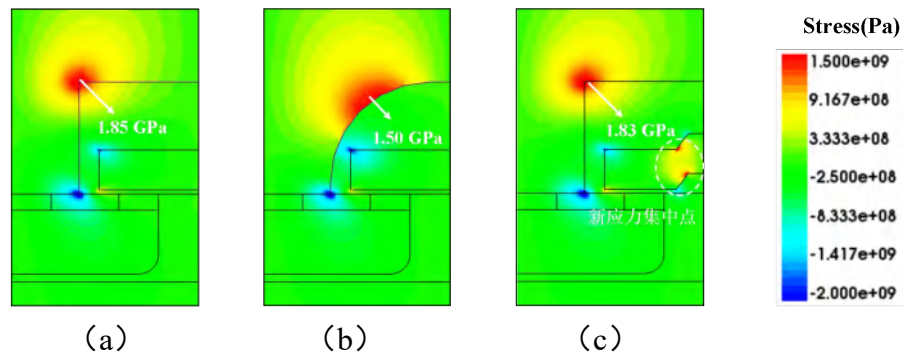 Stress(Pa)
1.500e+09
9.167e+08
3.333e+08
-2.500e+08
-8.333e+08
-1.417e+09
-2.000e+09
1.85 GPa
1.50 GPa
1.83 GPa
新应力集中点
（a）
（b）
（c）